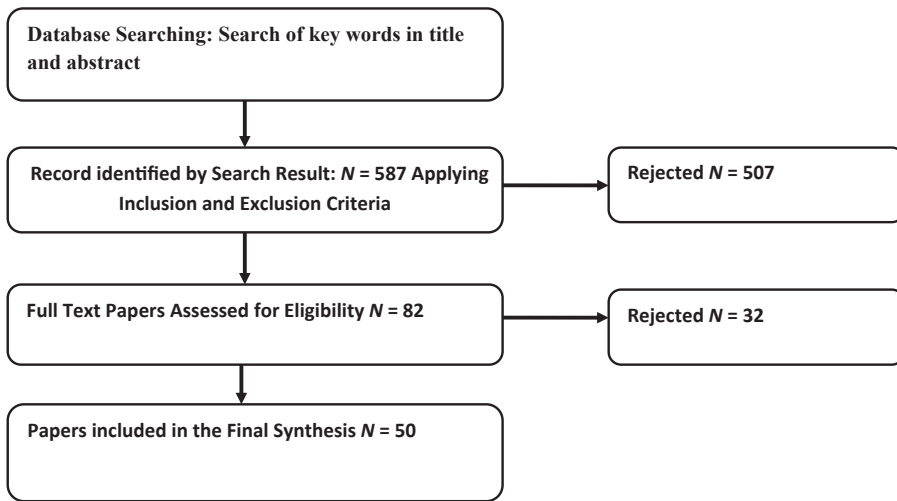 Database Searching: Search of key words in title
and abstract
Record identified by Search Result: N = 587 Applying
Inclusion and Exclusion Criteria
Rejected N = 507
Full Text Papers Assessed for Eligibility N = 82
Rejected N = 32
Papers included in the Final Synthesis N = 50